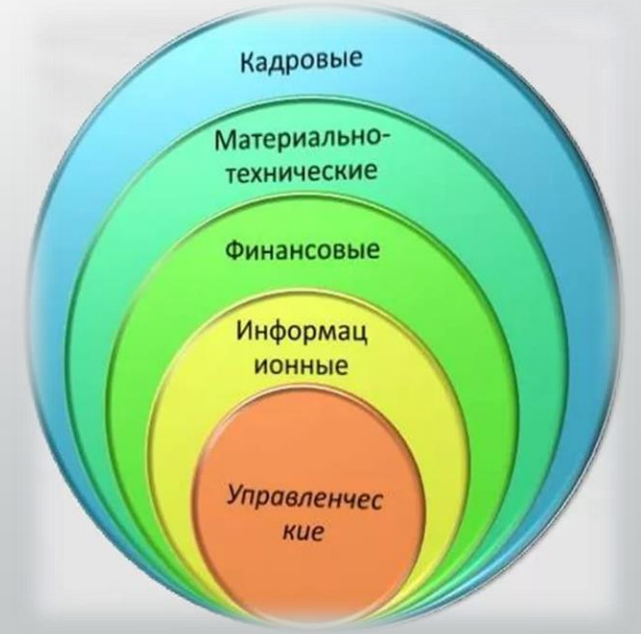 Кадровые
Материально-
технические
Финансовые
Информац
ионные
Управленчес
кие